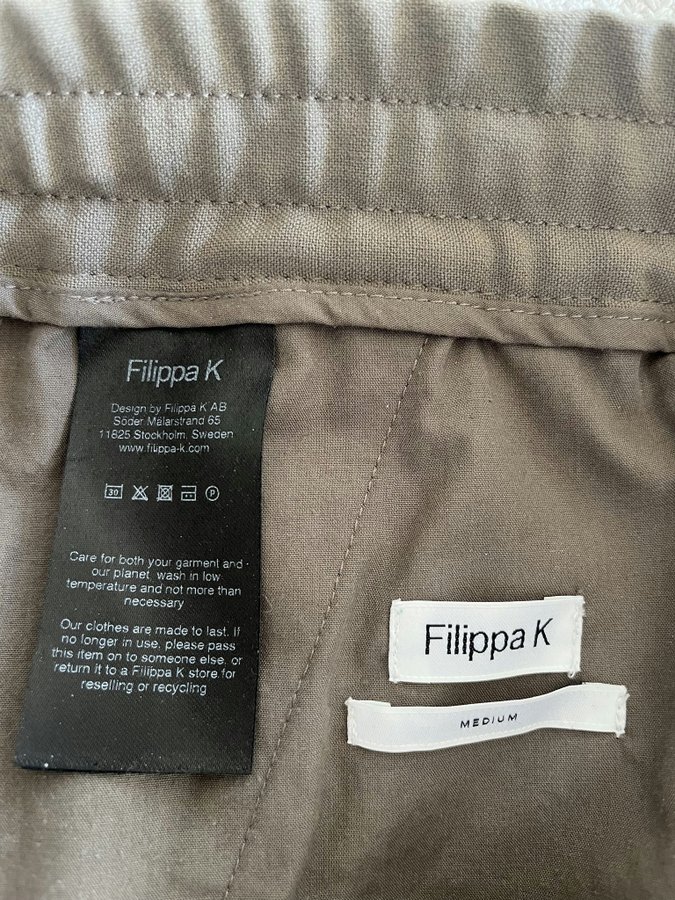 Filippa K
Design by Filippa K AB
Söder Mälarstrand 65
11825 Stockholm, Sweden
www.filippa-k.com
30 P
Care for both your garment and
our planet, wash in low
temperature and not more than
necessary
Our clothes are made to last. If
no longer in use, please pass
this item on to someone else, or
return it to a Filippa K store for
reselling or recycling
Filippa K
MEDIUM